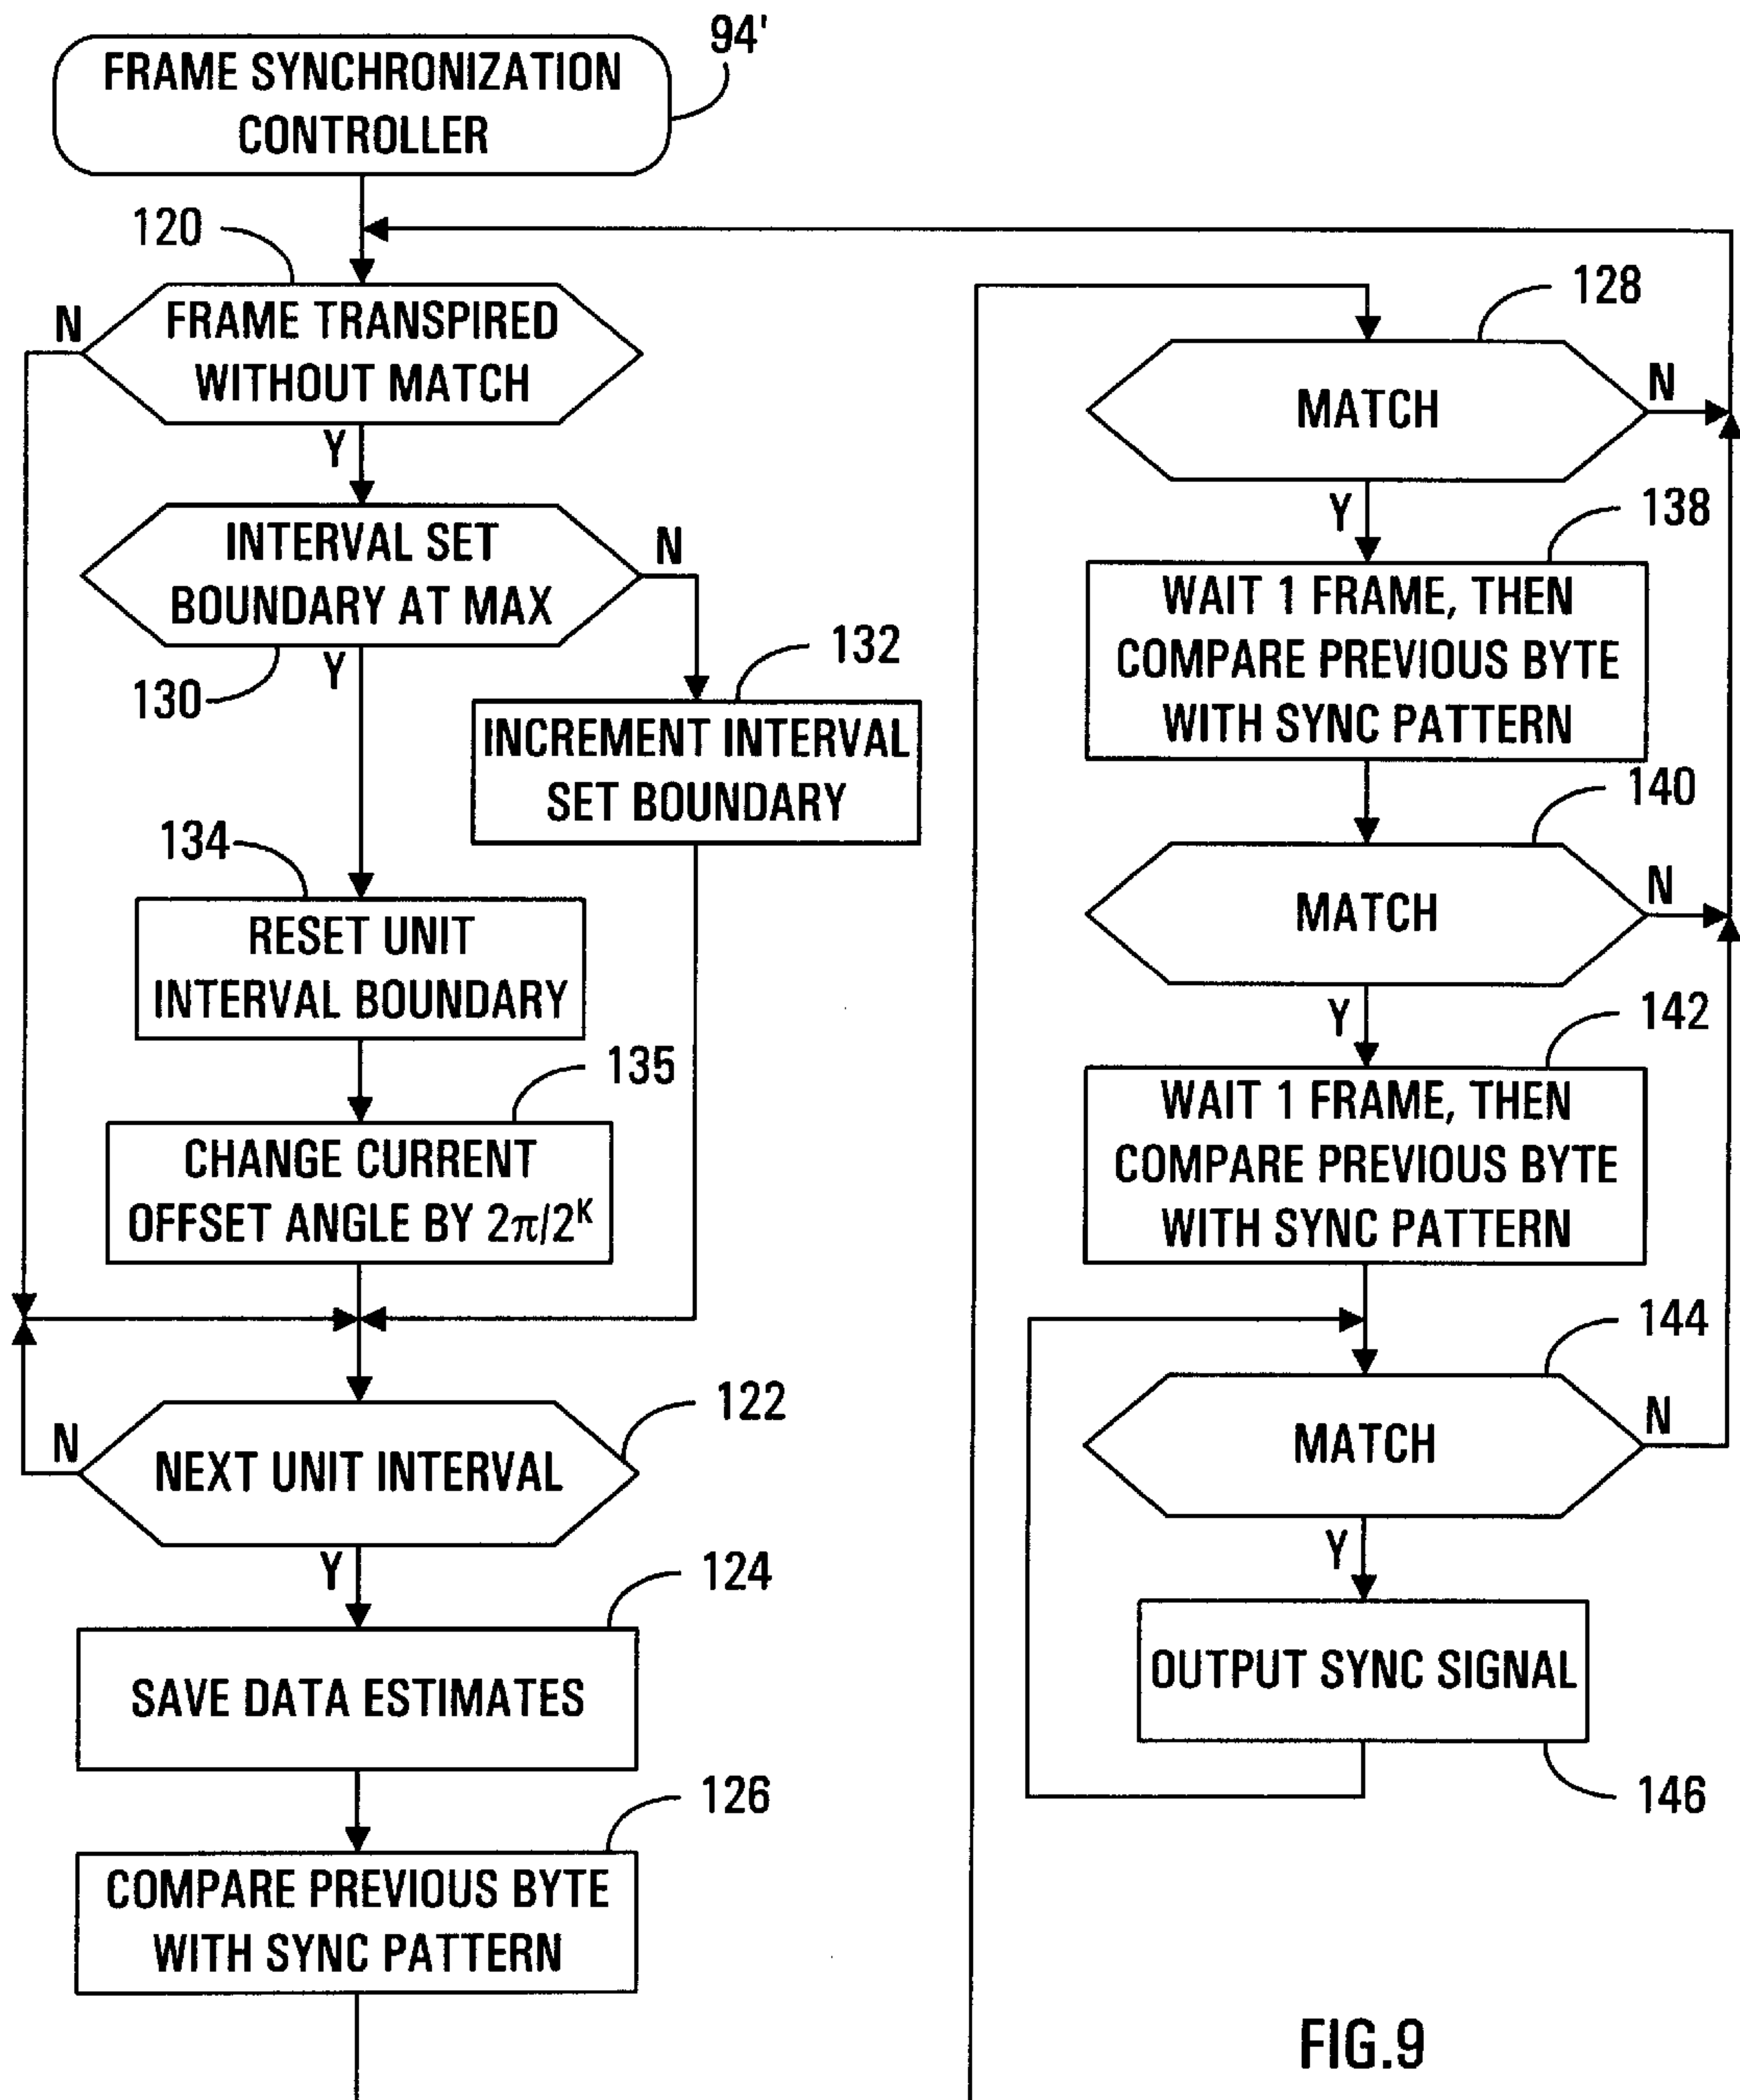 94'
FRAME SYNCHRONIZATION
CONTROLLER
120
N
FRAME TRANSPIRED
WITHOUT MATCH
Y
INTERVAL SET
BOUNDARY AT MAX
N
130
Y
132
INCREMENT INTERVAL
SET BOUNDARY
134
RESET UNIT
INTERVAL BOUNDARY
135
CHANGE CURRENT
OFFSET ANGLE BY 2π/2ᴷ
122
N
NEXT UNIT INTERVAL
Y
124
SAVE DATA ESTIMATES
126
COMPARE PREVIOUS BYTE
WITH SYNC PATTERN
128
MATCH
N
Y
138
WAIT 1 FRAME, THEN
COMPARE PREVIOUS BYTE
WITH SYNC PATTERN
140
MATCH
N
Y
142
WAIT 1 FRAME, THEN
COMPARE PREVIOUS BYTE
WITH SYNC PATTERN
144
MATCH
N
Y
OUTPUT SYNC SIGNAL
146
FIG.9